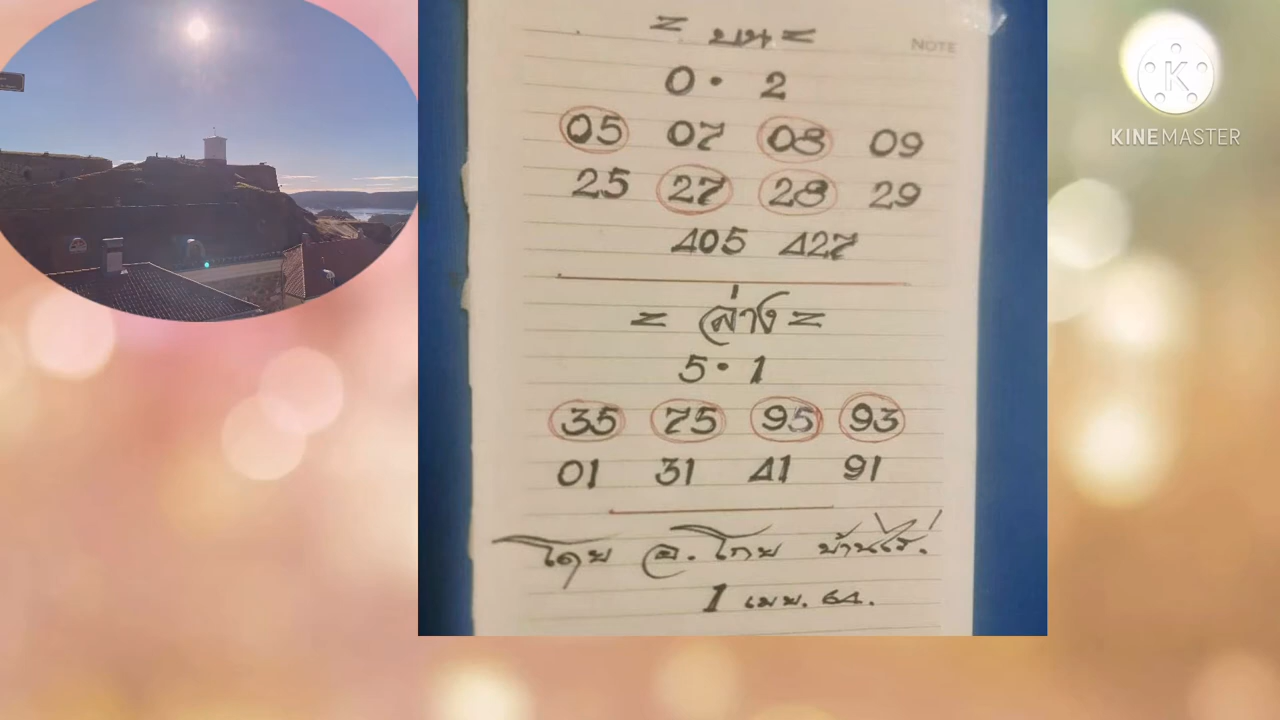 = บน =
NOTE
0 • 2
05 07 08 09
25 27 28 29
405 427
= ล่าง =
5 • 1
35 75 95 93
01 31 41 91
โดย อ. โกย บ้านไร่.
1 เมย. 64.
KINEMASTER